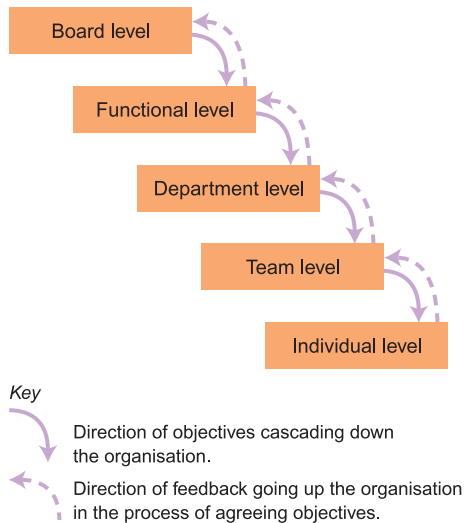 Board level
Functional level
Department level
Team level
Individual level
Key
Direction of objectives cascading down
the organisation.
Direction of feedback going up the organisation
in the process of agreeing objectives.